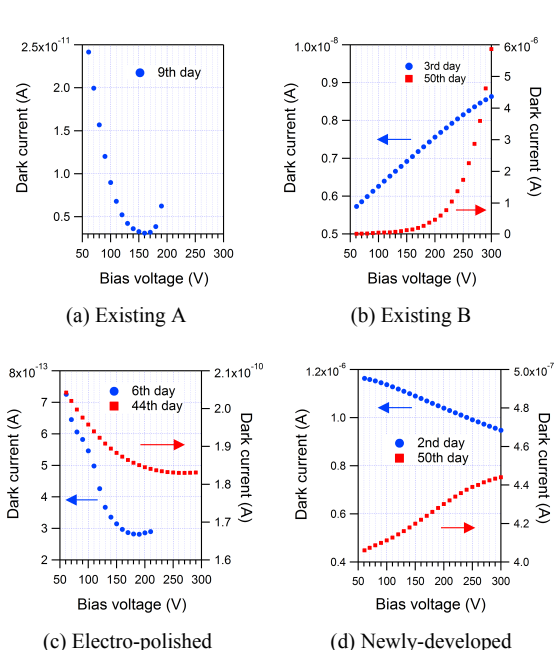 2.5x10^-11
2.0
1.5
1.0
0.5
Dark current (A)
9th day
50 100 150 200 250 300
Bias voltage (V)
(a) Existing A
1.0x10^-8
0.9
0.8
0.7
0.6
0.5
Dark current (A)
3rd day
50th day
6x10^-6
5
4
3
2
1
0
Dark current (A)
50 100 150 200 250 300
Bias voltage (V)
(b) Existing B
8x10^-13
7
6
5
4
3
2
Dark current (A)
6th day
44th day
2.1x10^-10
2.0
1.9
1.8
1.7
1.6
Dark current (A)
50 100 150 200 250 300
Bias voltage (V)
(c) Electro-polished
1.2x10^-6
1.0
0.8
0.6
0.4
Dark current (A)
2nd day
50th day
5.0x10^-7
4.8
4.6
4.4
4.2
4.0
Dark current (A)
50 100 150 200 250 300
Bias voltage (V)
(d) Newly-developed